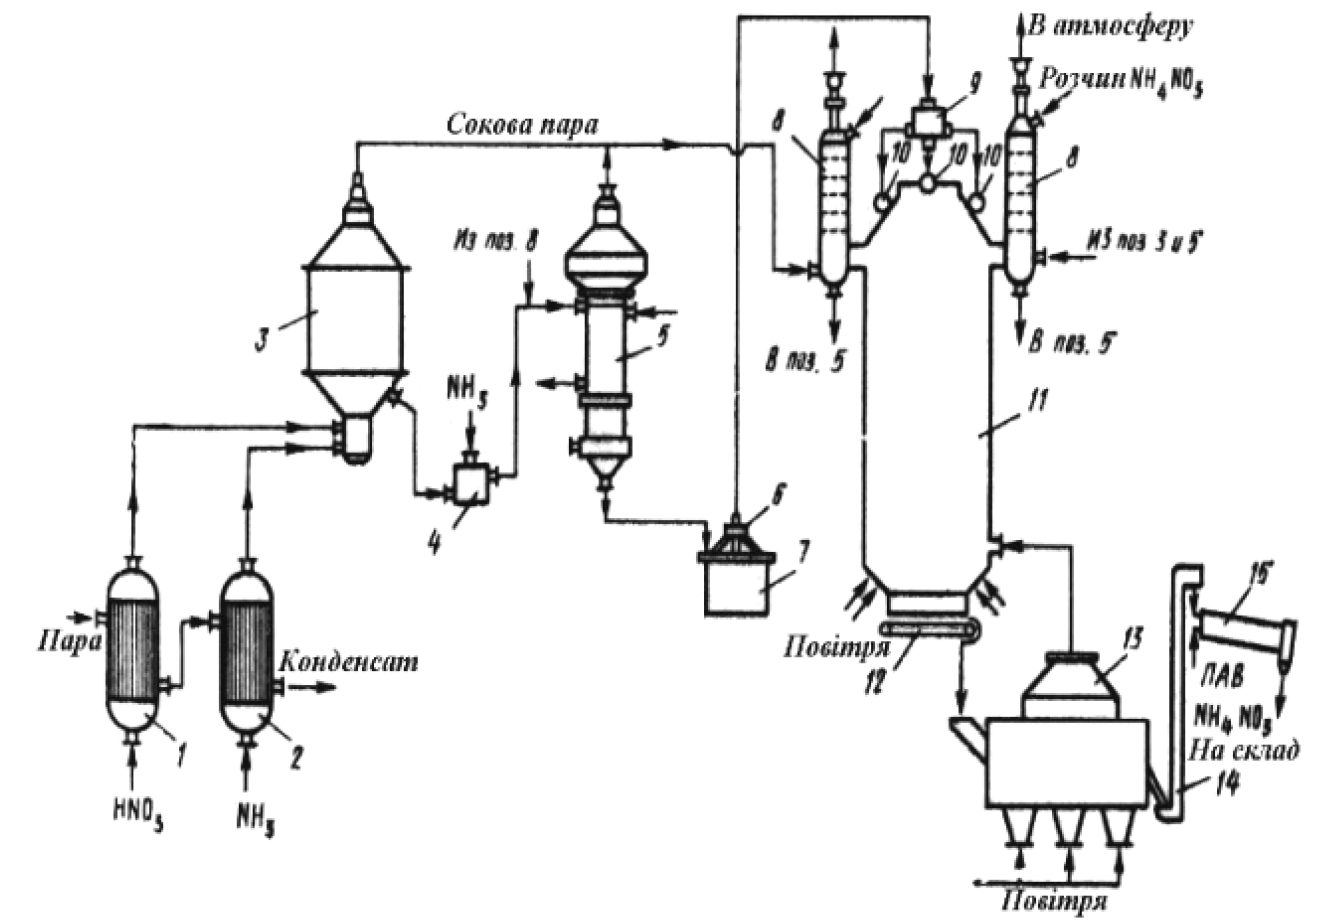 В атмосферу
Розчин NH4NO3
9
8
Сокова пара
10
10
10
8
Из поз. 8
ИЗ поз 3 и 5
3
5
В поз. 5
В поз. 5
NH3
11
4
6
7
15
Пара
Конденсат
Повітря
12
13
ПАВ
NH4NO3
На склад
14
1
2
HNO3
NH3
Повітря